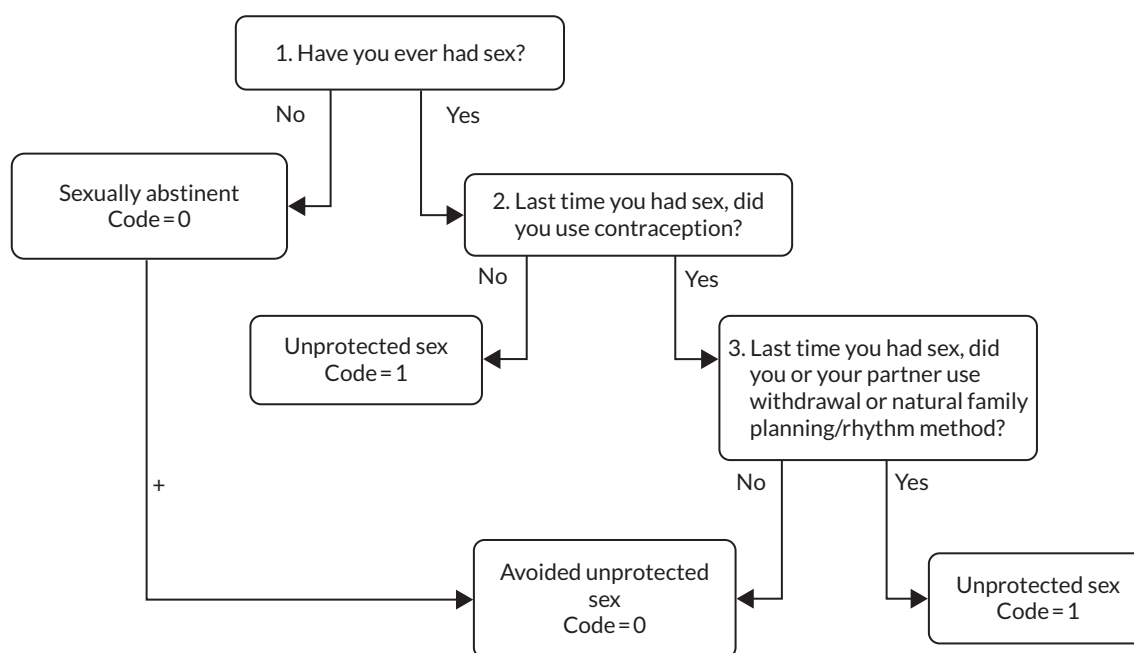 1. Have you ever had sex?
No
Yes
Sexually abstinent
Code = 0
2. Last time you had sex, did
you use contraception?
No
Yes
Unprotected sex
Code = 1
3. Last time you had sex, did
you or your partner use
withdrawal or natural family
planning/rhythm method?
No
Yes
+
Avoided unprotected
sex
Code = 0
Unprotected sex
Code = 1